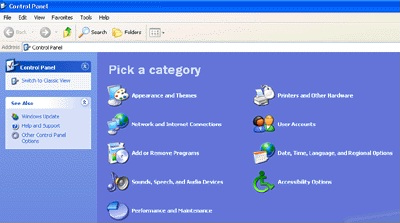 Control Panel
File Edit View Favorites Tools Help
Back Search Folders
Address Control Panel
Control Panel
Switch to Classic View
See Also
Windows Update
Help and Support
Other Control Panel
Options
Pick a category
Appearance and Themes
Printers and Other Hardware
Network and Internet Connections
User Accounts
Add or Remove Programs
Date, Time, Language, and Regional Options
Sounds, Speech, and Audio Devices
Accessibility Options
Performance and Maintenance